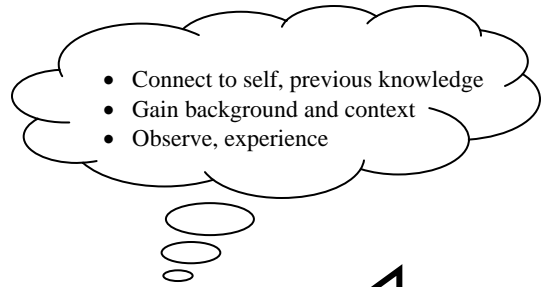 • Connect to self, previous knowledge
• Gain background and context
• Observe, experience